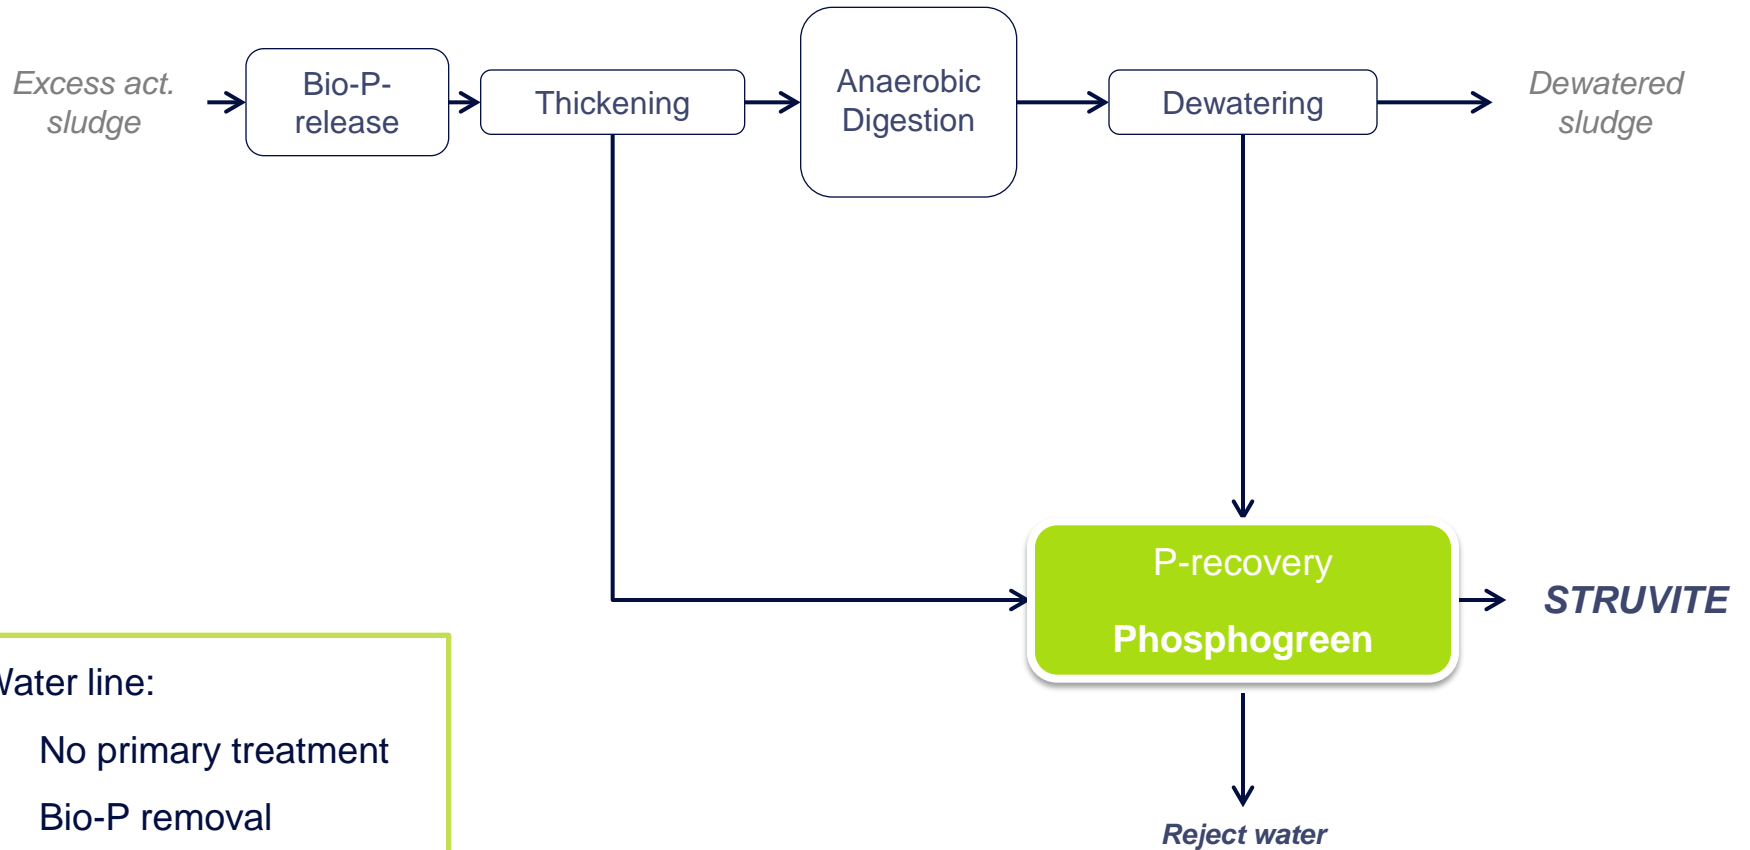 Excess act.
sludge
Bio-P-
release
Thickening
Anaerobic
Digestion
Dewatering
Dewatered
sludge
P-recovery
Phosphogreen
STRUVITE
Water line:
No primary treatment
Bio-P removal
Reject water